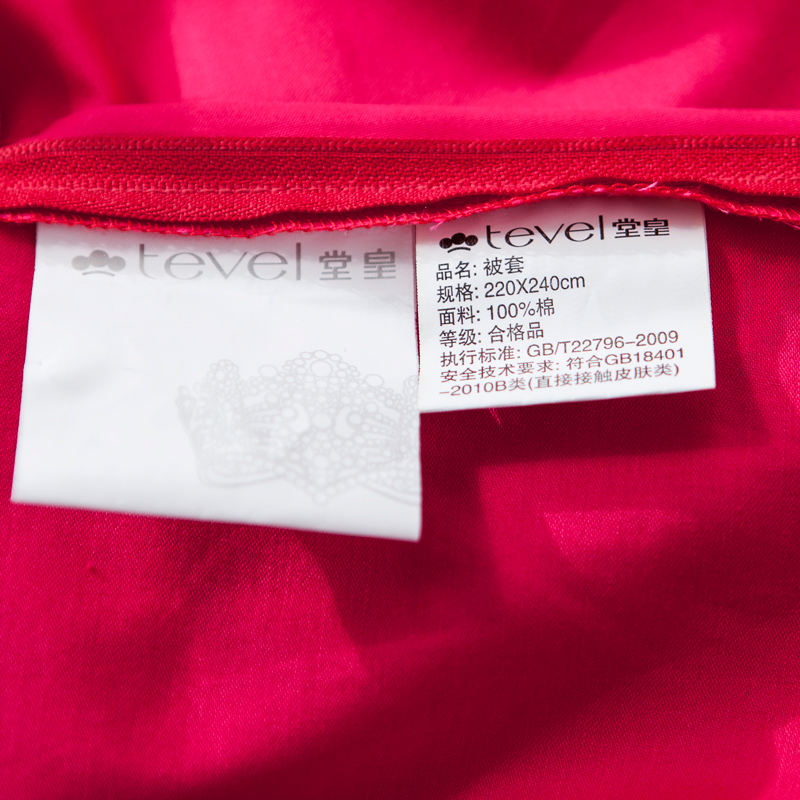 tevel 堂皇
tevel 堂皇
品名: 被套
规格: 220X240cm
面料: 100%棉
等级: 合格品
执行标准: GB/T22796-2009
安全技术要求: 符合GB18401
-2010B类(直接接触皮肤类)